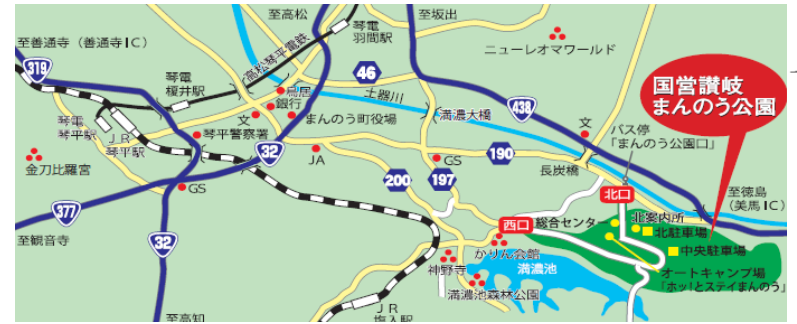 至高松
至坂出
琴電
羽間駅
至善通寺(善通寺IC)
高松琴平電鉄
ニューレオマワールド
319
46
琴電
榎井駅
鳥居
銀行
土器川
438
国営讃岐
まんのう公園
文
まんのう町役場
満濃大橋
文
バス停
「まんのう公園口」
琴電
琴平駅
JR
琴平駅
琴平警察署
32
JA
GS
190
長炭橋
金刀比羅宮
GS
200
197
北口
至徳島
(美馬IC)
377
西口
総合センター
北案内所
北駐車場
至観音寺
32
かりん会館
中央駐車場
神野寺
満濃池
オートキャンプ場
「ホッ!とステイまんのう」
満濃池森林公園
JR
塩入駅
至高知